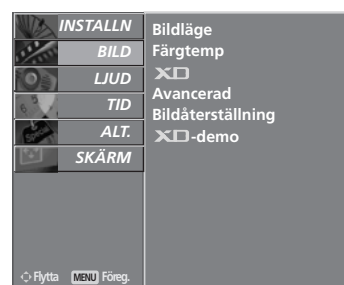 INSTALLN
BILD
LJUD
TID
ALT.
SKÄRM
Bildläge
Färgtemp
XD
Avancerad
Bildåterställning
XD-demo
Flytta MENU Föreg.